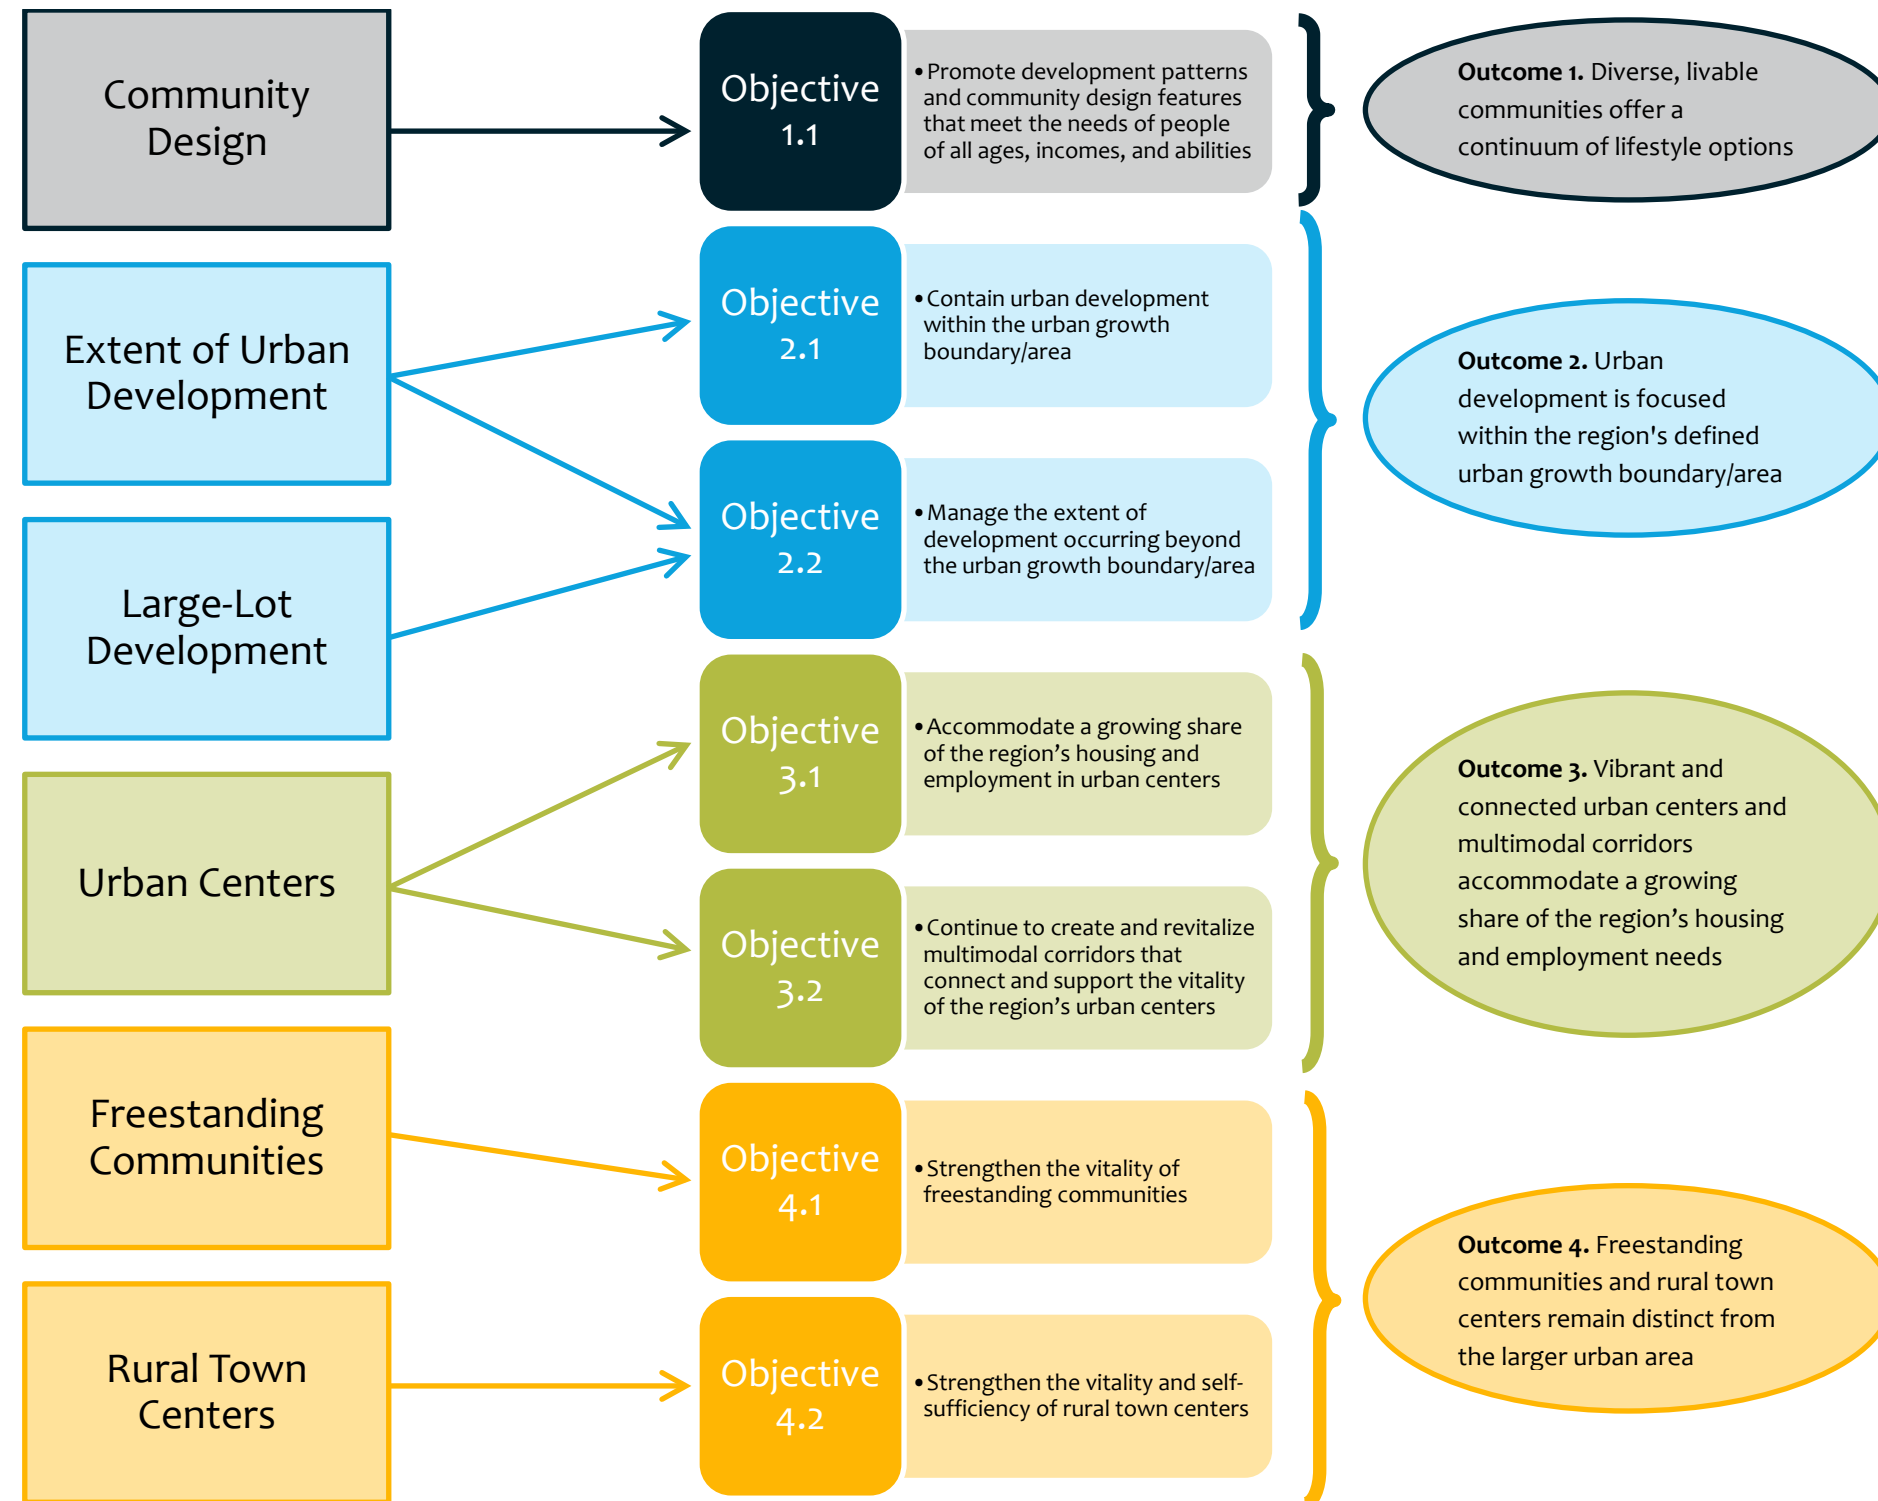 Community
Design
Objective
1.1
•Promote development patterns
and community design features
that meet the needs of people
of all ages, incomes, and abilities
Outcome 1. Diverse, livable
communities offer a
continuum of lifestyle options
Extent of Urban
Development
Objective
2.1
•Contain urban development
within the urban growth
boundary/area
Outcome 2. Urban
development is focused
within the region's defined
urban growth boundary/area
Large-Lot
Development
Objective
2.2
•Manage the extent of
development occurring beyond
the urban growth boundary/area
Urban Centers
Objective
3.1
•Accommodate a growing share
of the region’s housing and
employment in urban centers
Objective
3.2
•Continue to create and revitalize
multimodal corridors that
connect and support the vitality
of the region’s urban centers
Outcome 3. Vibrant and
connected urban centers and
multimodal corridors
accommodate a growing
share of the region’s housing
and employment needs
Freestanding
Communities
Objective
4.1
•Strengthen the vitality of
freestanding communities
Rural Town
Centers
Objective
4.2
•Strengthen the vitality and self-
sufficiency of rural town centers
Outcome 4. Freestanding
communities and rural town
centers remain distinct from
the larger urban area